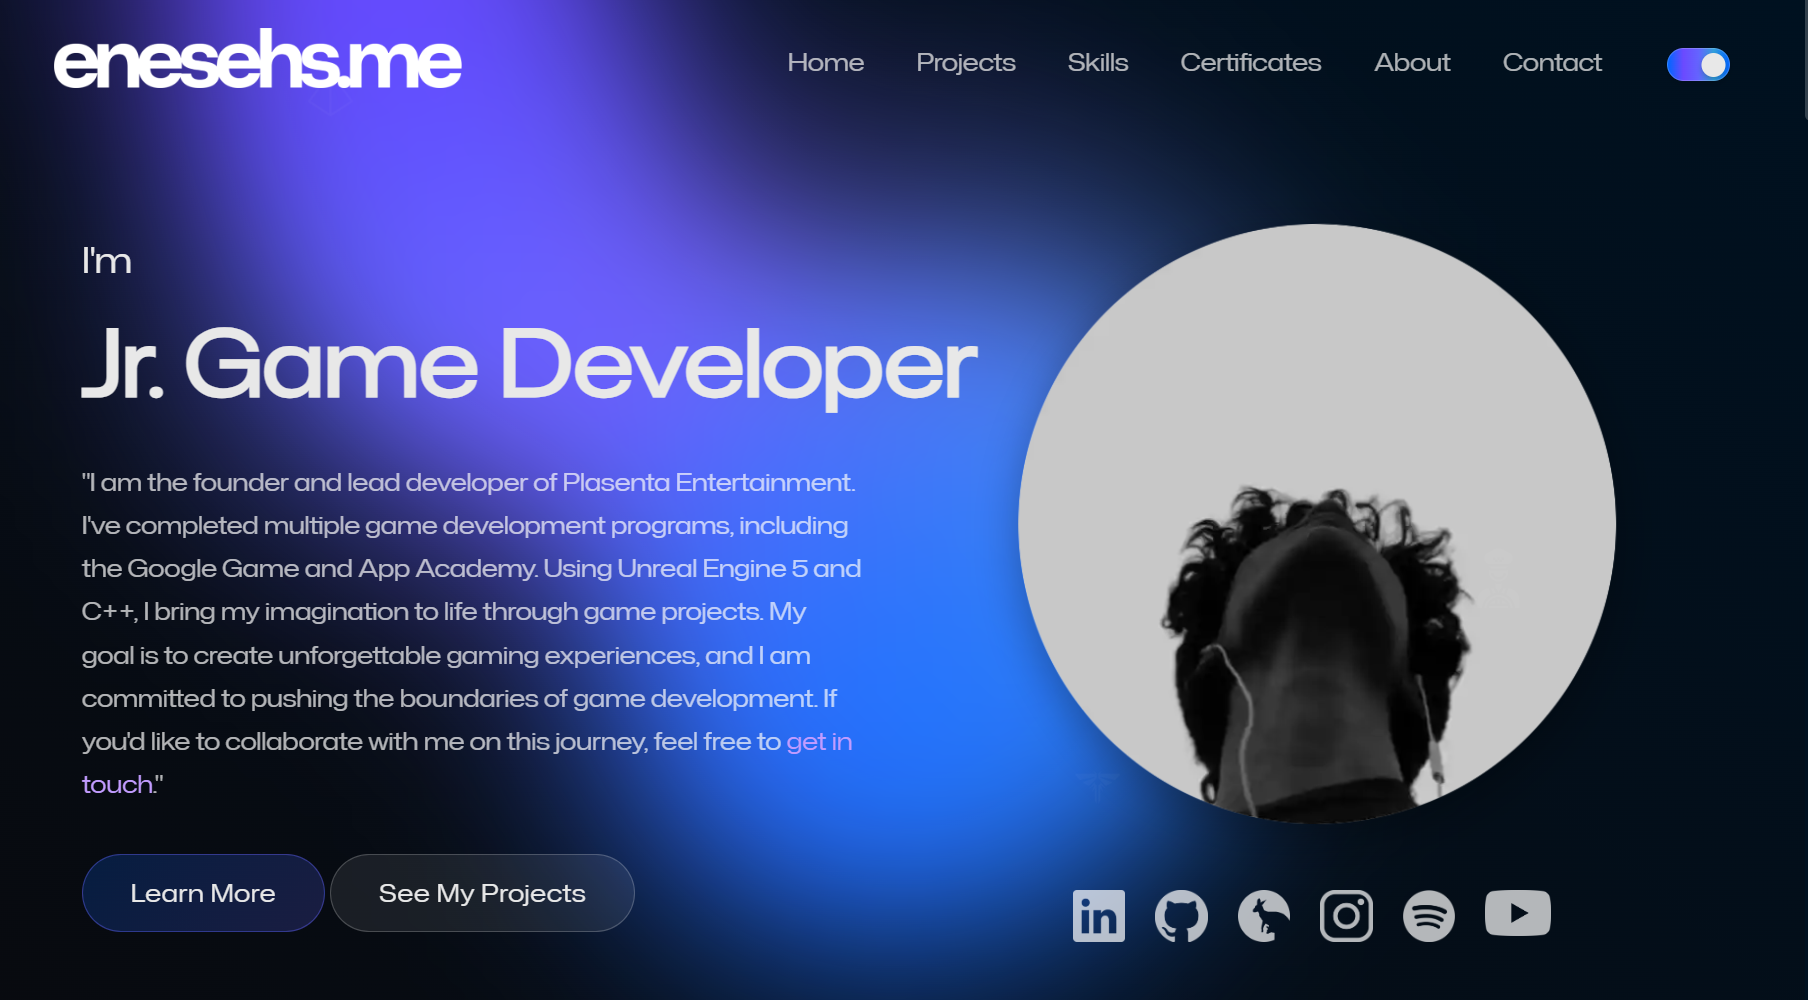 enesehs.me
Home Projects Skills Certificates About Contact
I'm
Jr. Game Developer
"I am the founder and lead developer of Plasenta Entertainment.
I've completed multiple game development programs, including
the Google Game and App Academy. Using Unreal Engine 5 and
C++, I bring my imagination to life through game projects. My
goal is to create unforgettable gaming experiences, and I am
committed to pushing the boundaries of game development. If
you'd like to collaborate with me on this journey, feel free to get in
touch."
Learn More See My Projects
in